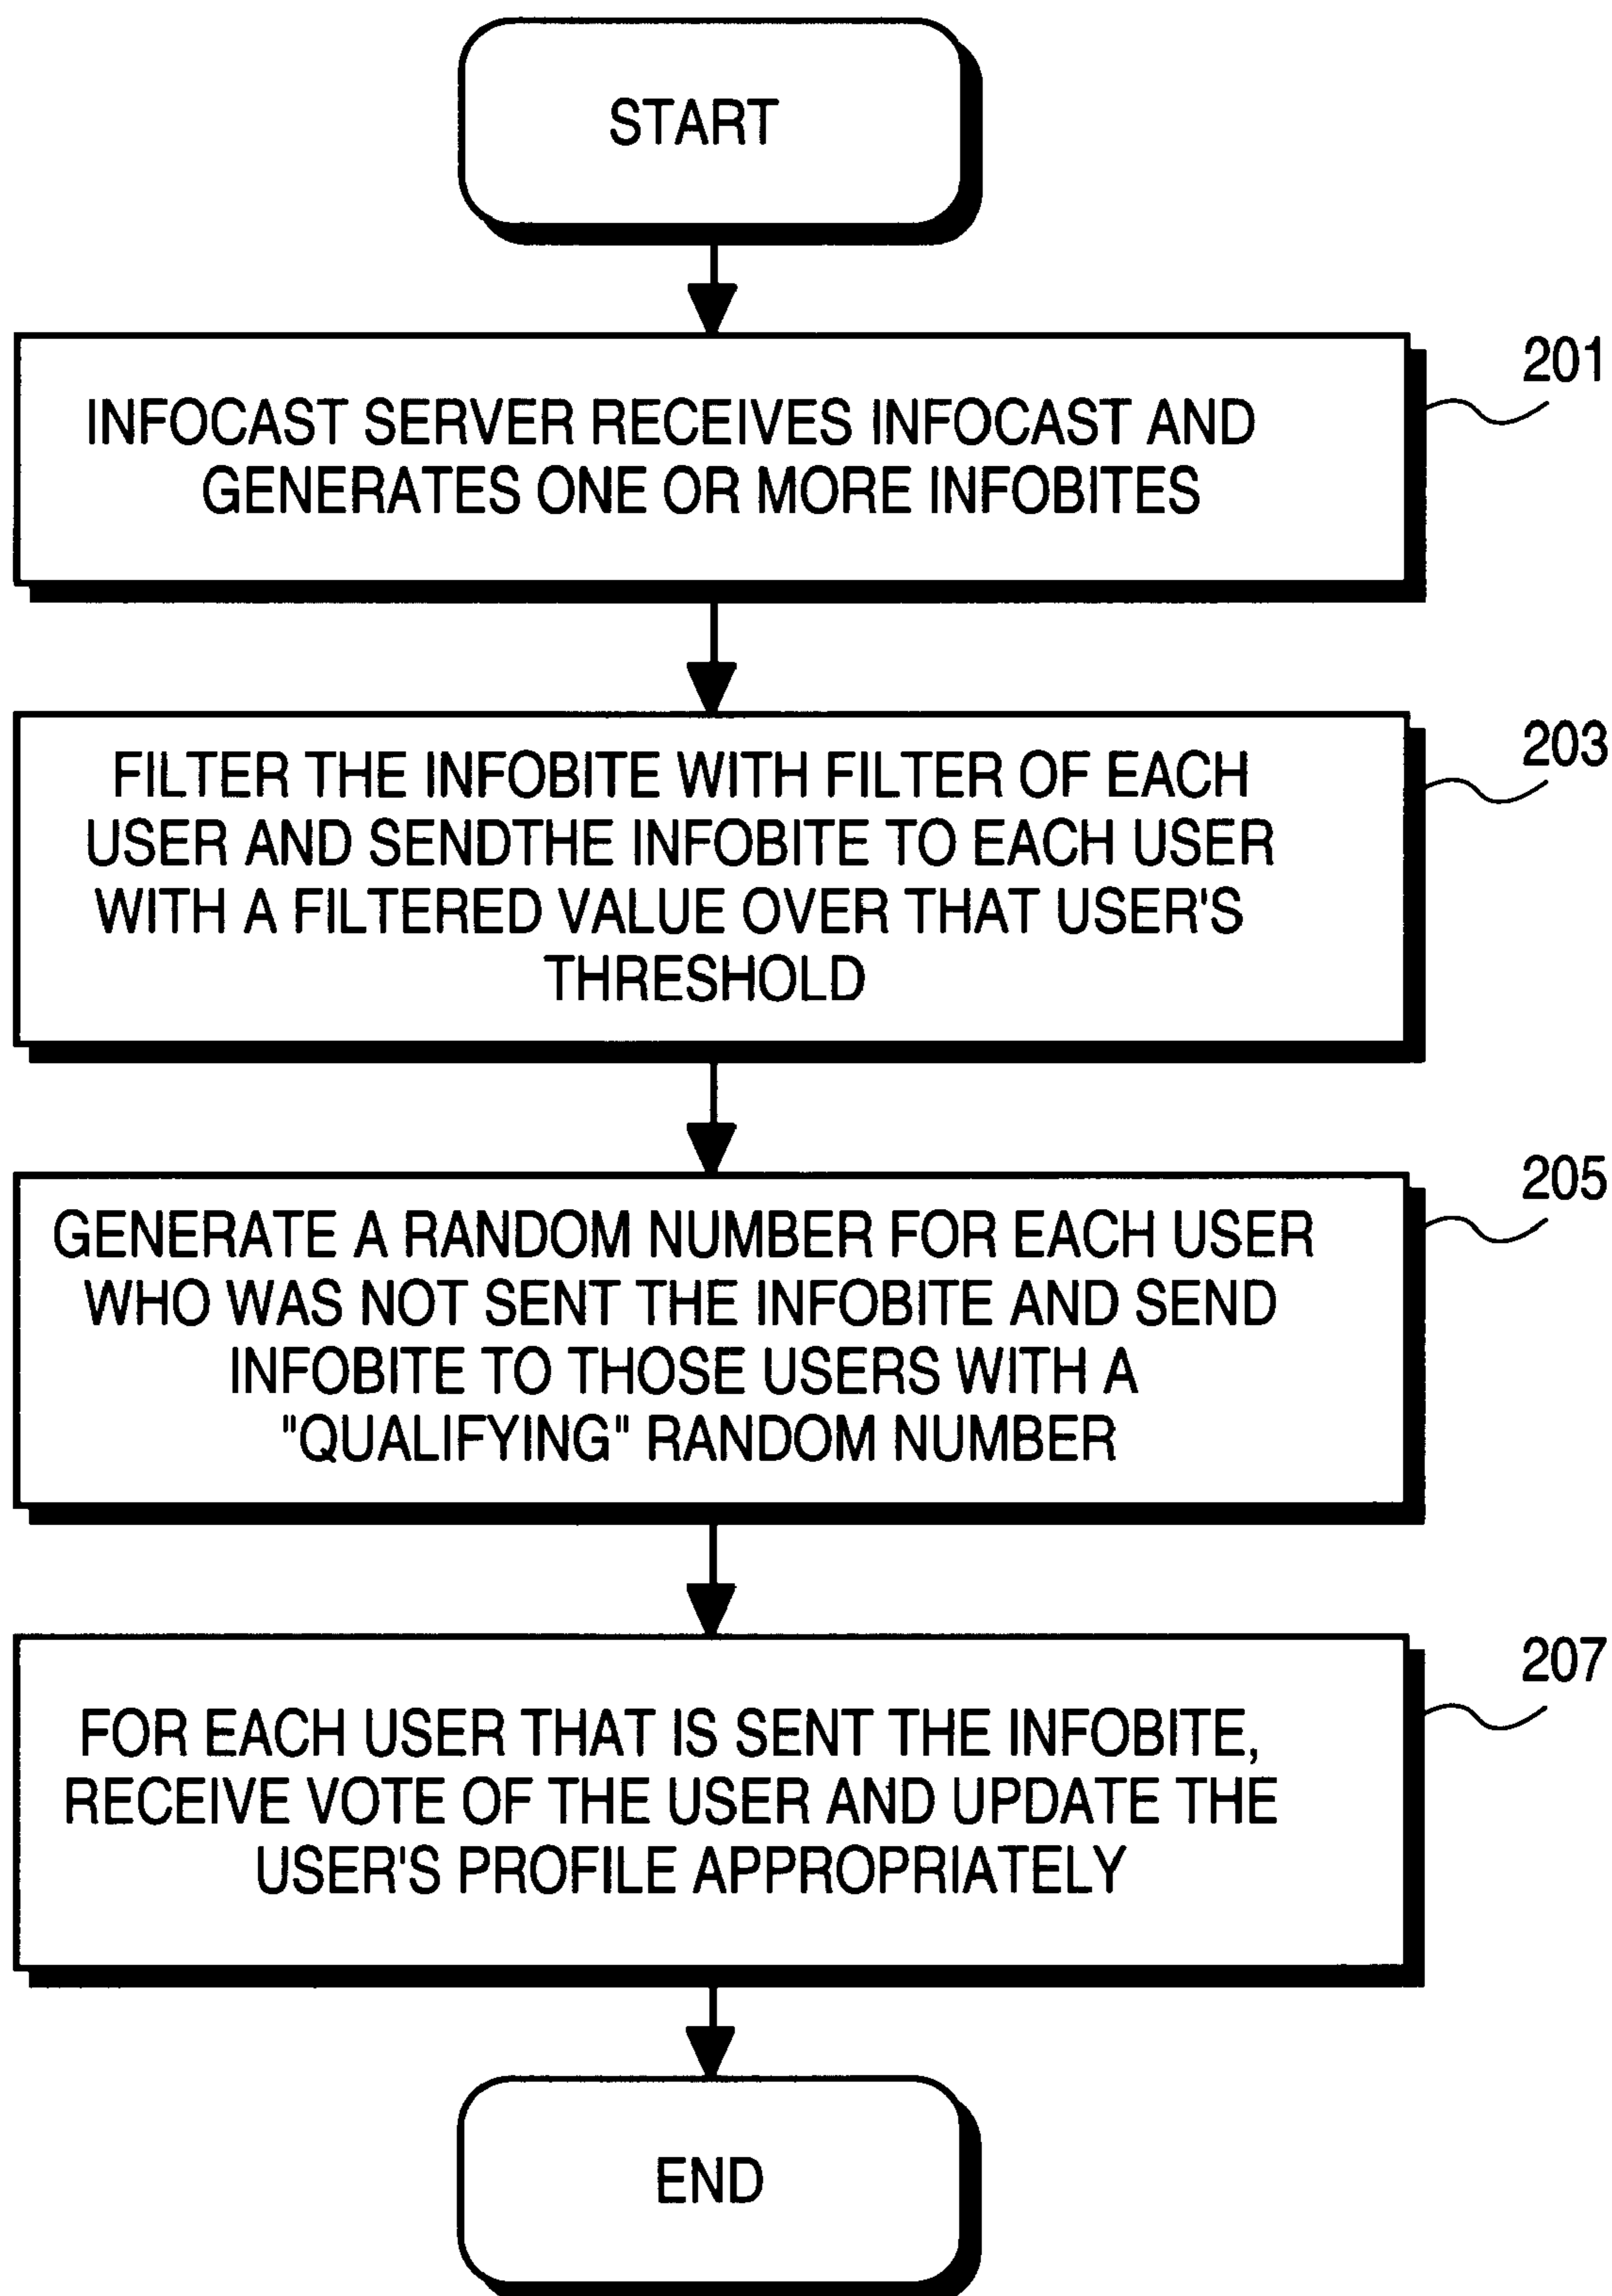 START
201
INFOCAST SERVER RECEIVES INFOCAST AND
GENERATES ONE OR MORE INFOBITES
203
FILTER THE INFOBITE WITH FILTER OF EACH
USER AND SENDTHE INFOBITE TO EACH USER
WITH A FILTERED VALUE OVER THAT USER'S
THRESHOLD
205
GENERATE A RANDOM NUMBER FOR EACH USER
WHO WAS NOT SENT THE INFOBITE AND SEND
INFOBITE TO THOSE USERS WITH A
"QUALIFYING" RANDOM NUMBER
207
FOR EACH USER THAT IS SENT THE INFOBITE,
RECEIVE VOTE OF THE USER AND UPDATE THE
USER'S PROFILE APPROPRIATELY
END